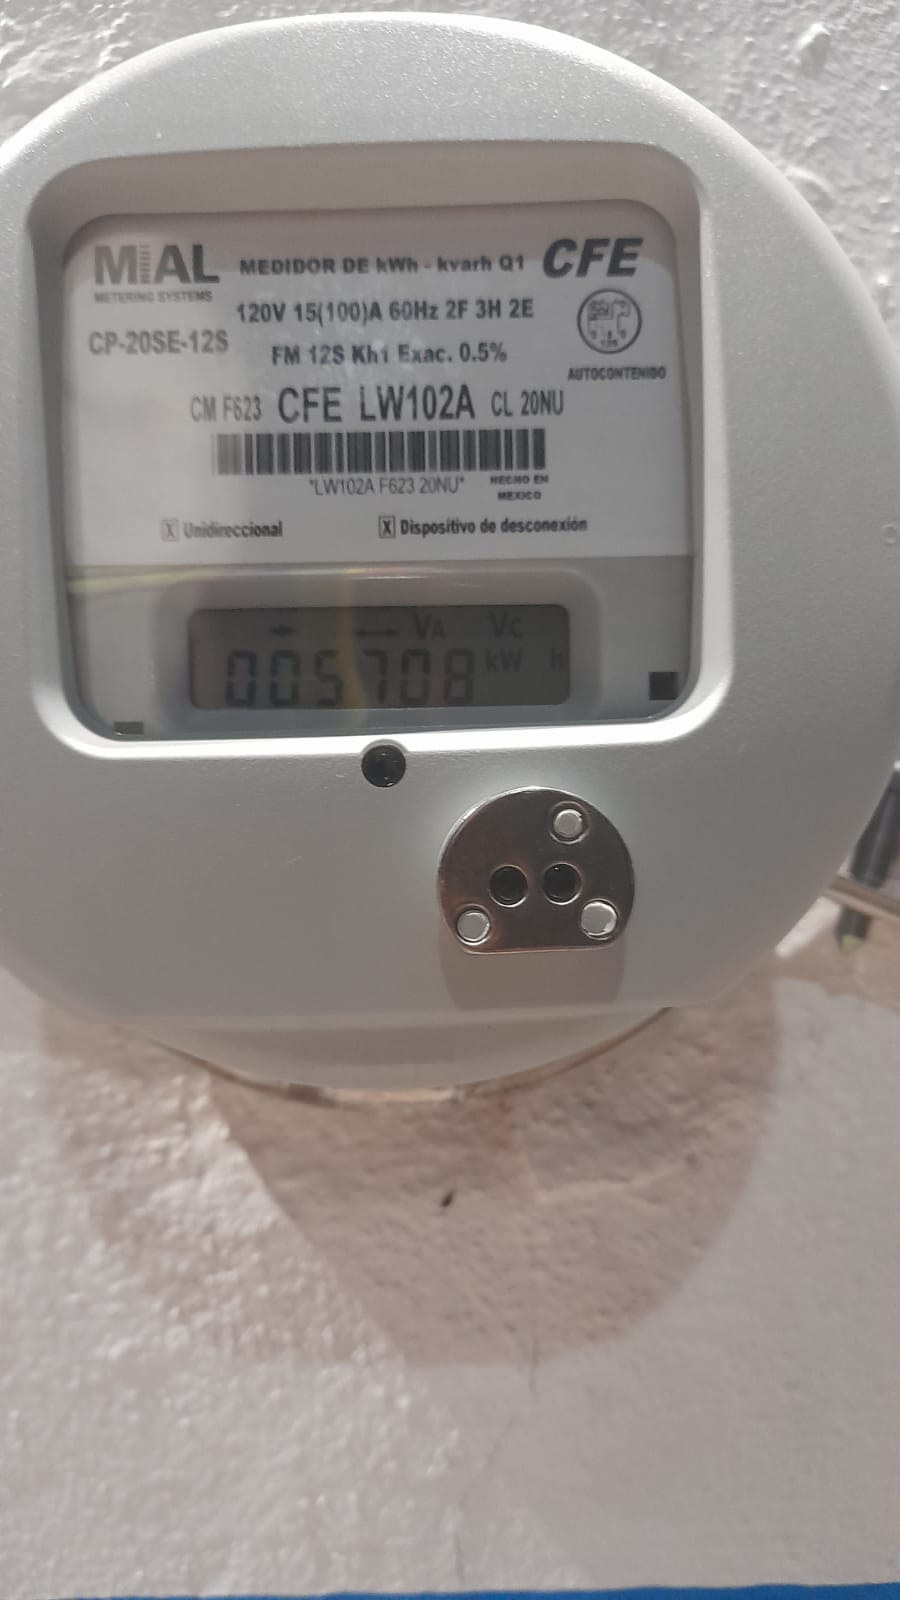 MIAL MEDIDOR DE kWh - kvarh Q1 CFE
METERING SYSTEMS
120V 15(100)A 60Hz 2F 3H 2E
CP-20SE-12S
FM 12S Kh1 Exac. 0.5%
AUTOCONTENIDO
CM F623 CFE LW102A CL 20NU
*LW102A F623 20NU* HECHO EN
MEXICO
X Unidireccional X Dispositivo de desconexión
VA VC
005708 kW h